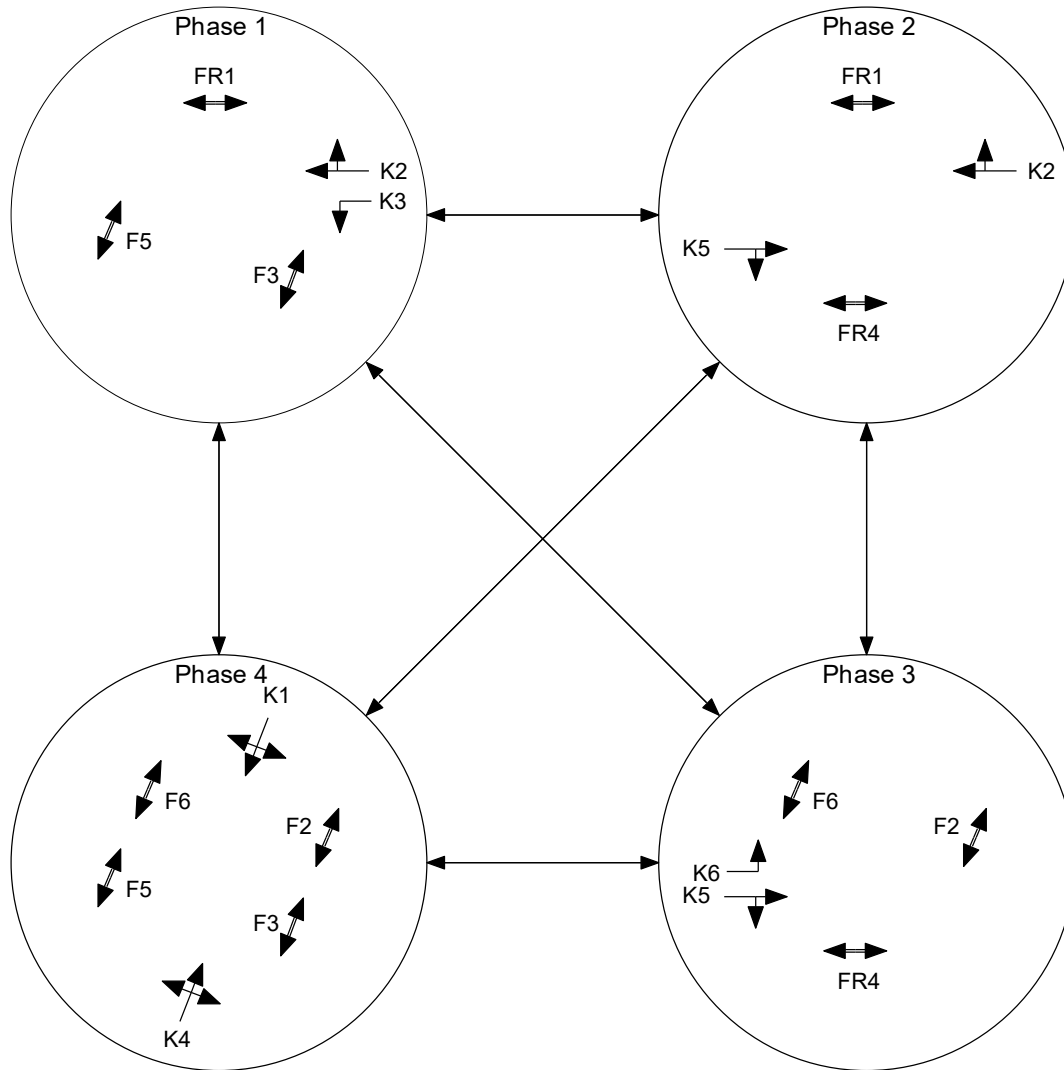 Phase 1
FR1
K2
K3
F5
F3
Phase 2
FR1
K2
K5
FR4
Phase 4
K1
F6
F2
F5
F3
K4
Phase 3
F6
F2
K6
K5
FR4